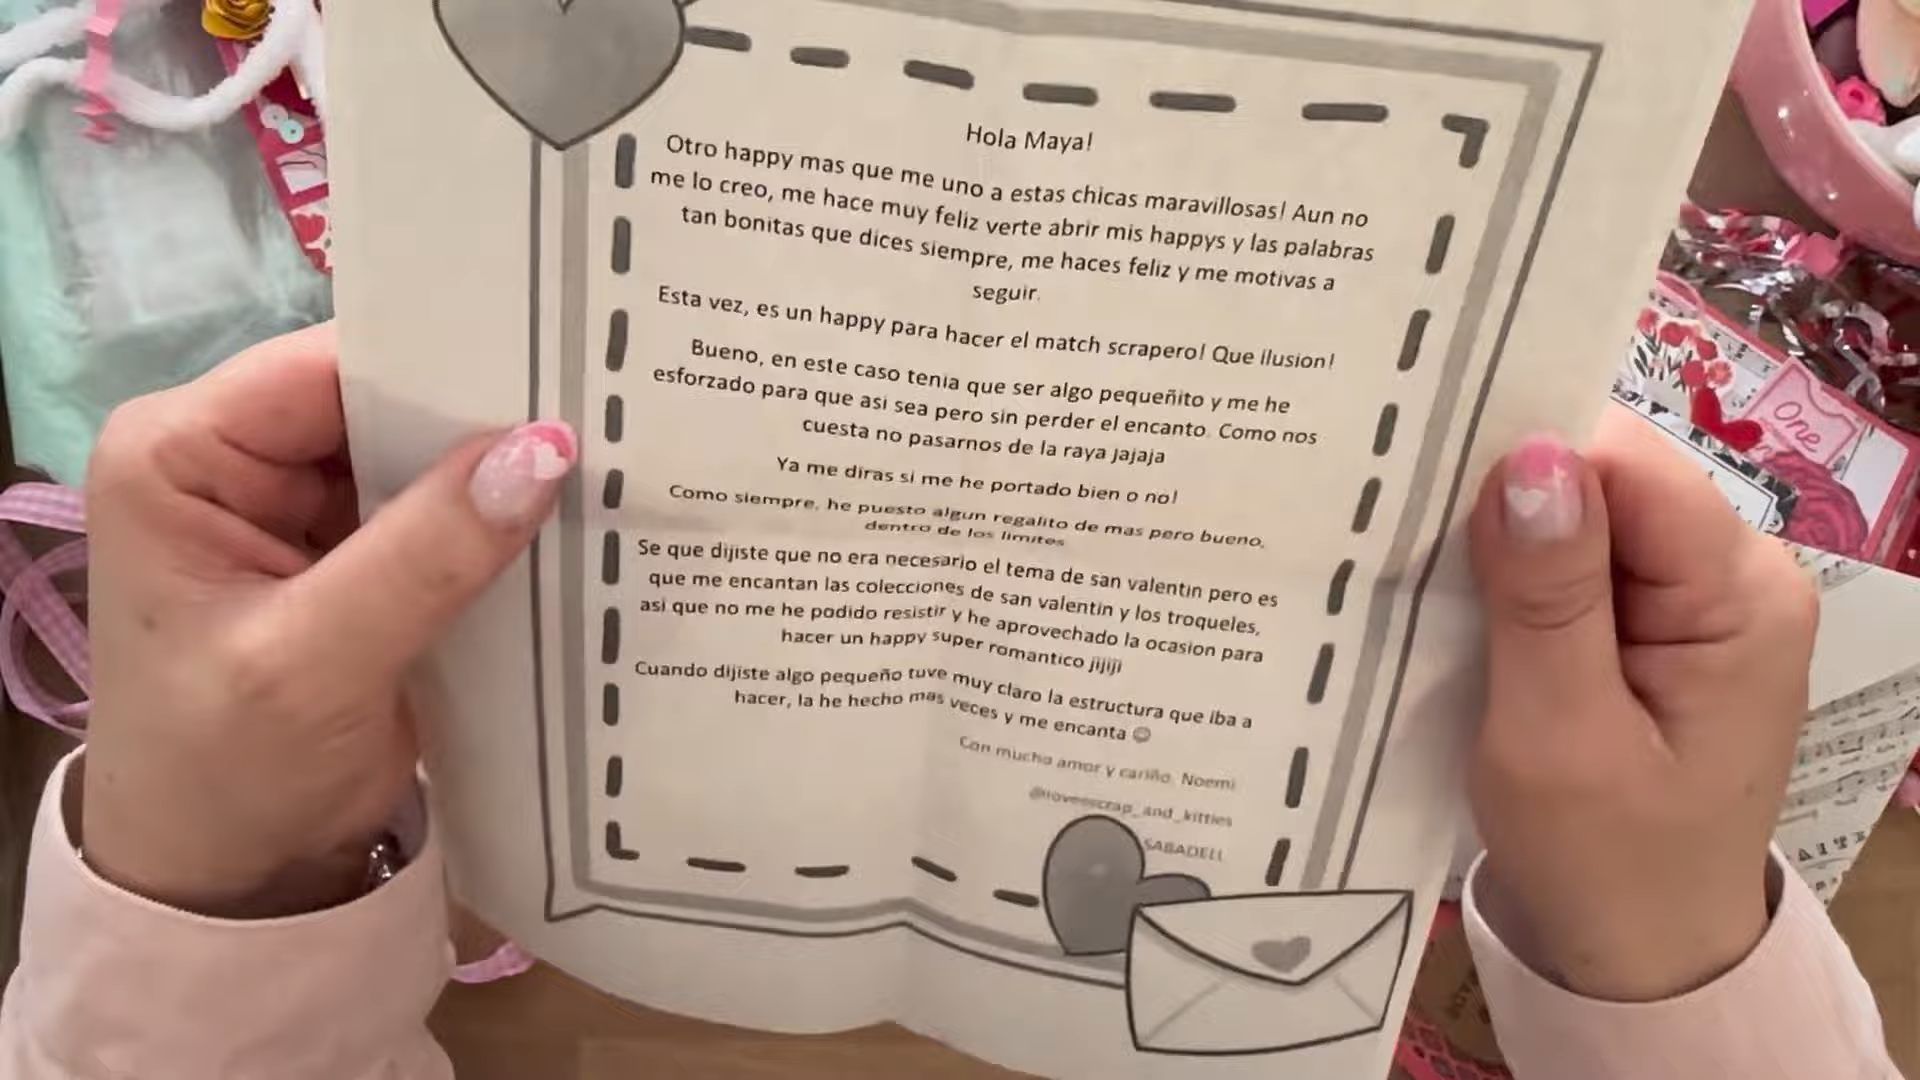 Hola Maya!
Otro happy mas que me uno a estas chicas maravillosas! Aun no
me lo creo, me hace muy feliz verte abrir mis happys y las palabras
tan bonitas que dices siempre, me haces feliz y me motivas a
seguir.
Esta vez, es un happy para hacer el match scrapero! Que ilusion!
Bueno, en este caso tenia que ser algo pequeñito y me he
esforzado para que asi sea pero sin perder el encanto. Como nos
cuesta no pasarnos de la raya jajaja
Ya me diras si me he portado bien o no!
Como siempre, he puesto algun regalito de mas pero bueno,
dentro de los limites
Se que dijiste que no era necesario el tema de san valentin pero es
que me encantan las colecciones de san valentin y los troqueles,
asi que no me he podido resistir y he aprovechado la ocasion para
hacer un happy super romantico jijiji
Cuando dijiste algo pequeño tuve muy claro la estructura que iba a
hacer, la he hecho mas veces y me encanta ☺
Con mucho amor y cariño. Noemi
SABADELL
One